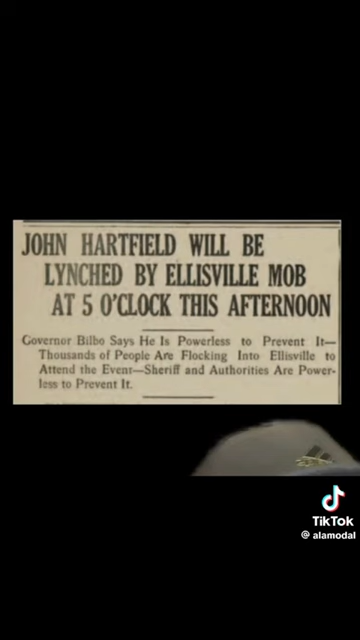 JOHN HARTFIELD WILL BE
LYNCHED BY ELLISVILLE MOB
AT 5 O'CLOCK THIS AFTERNOON
Governor Bilbo Says He Is Powerless to Prevent It—
Thousands of People Are Flocking Into Ellisville to
Attend the Event—Sheriff and Authorities Are Power-
less to Prevent It.
TikTok
@ alamodal